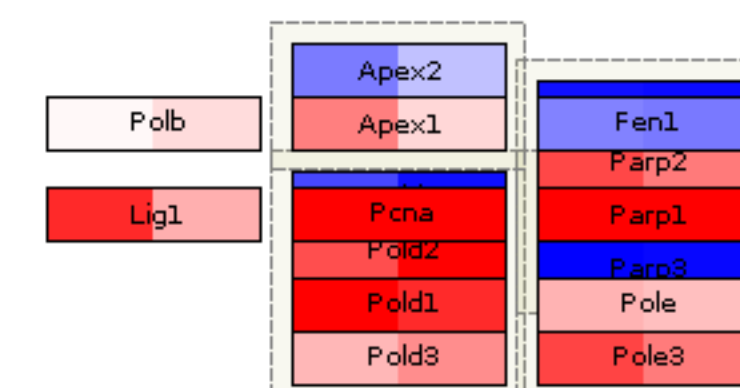 Polb
Lig1
Apex2
Apex1
Pcna
Pold2
Pold1
Pold3
Fen1
Parp2
Parp1
Parp3
Pole
Pole3